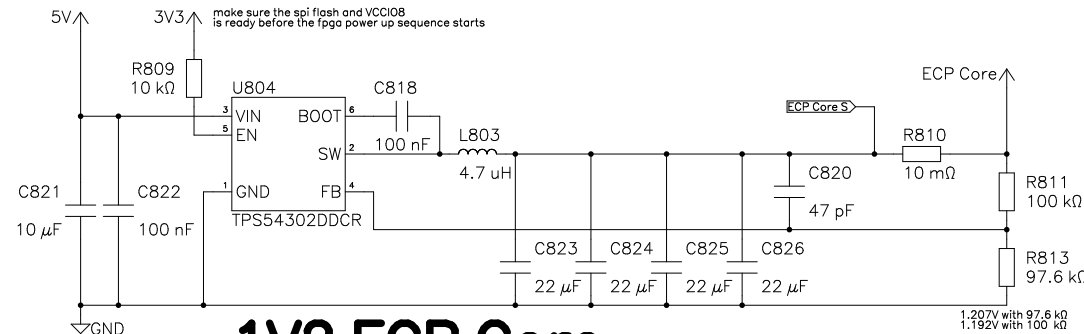 5V
3V3
make sure the spi flash and VCCIO8
is ready before the fpga power up sequence starts
R809
10 kΩ
U804
3
VIN
5
EN
1
GND
BOOT
6
SW
2
FB
4
TPS54302DDCR
C818
100 nF
L803
4.7 uH
ECP Core S
ECP Core
R810
10 mΩ
C820
47 pF
R811
100 kΩ
R813
97.6 kΩ
C821
10 µF
C822
100 nF
C823
22 µF
C824
22 µF
C825
22 µF
C826
22 µF
GND
1.207V with 97.6 kΩ
1.192V with 100 kΩ